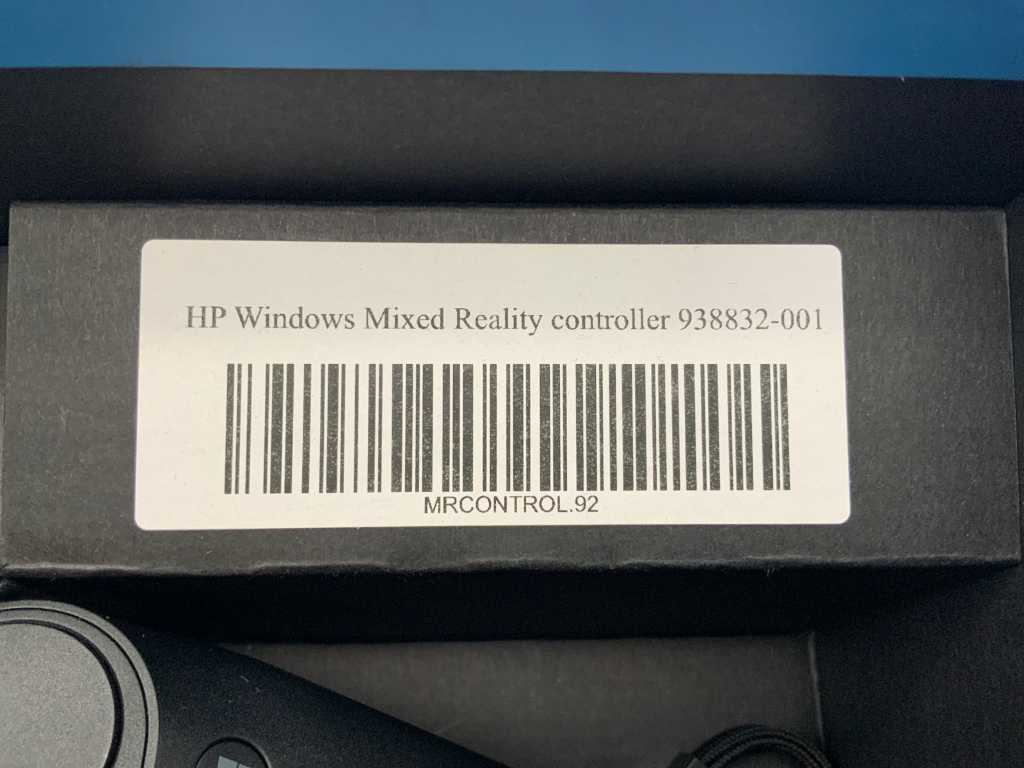 HP Windows Mixed Reality controller 938832-001
MRCONTROL.92